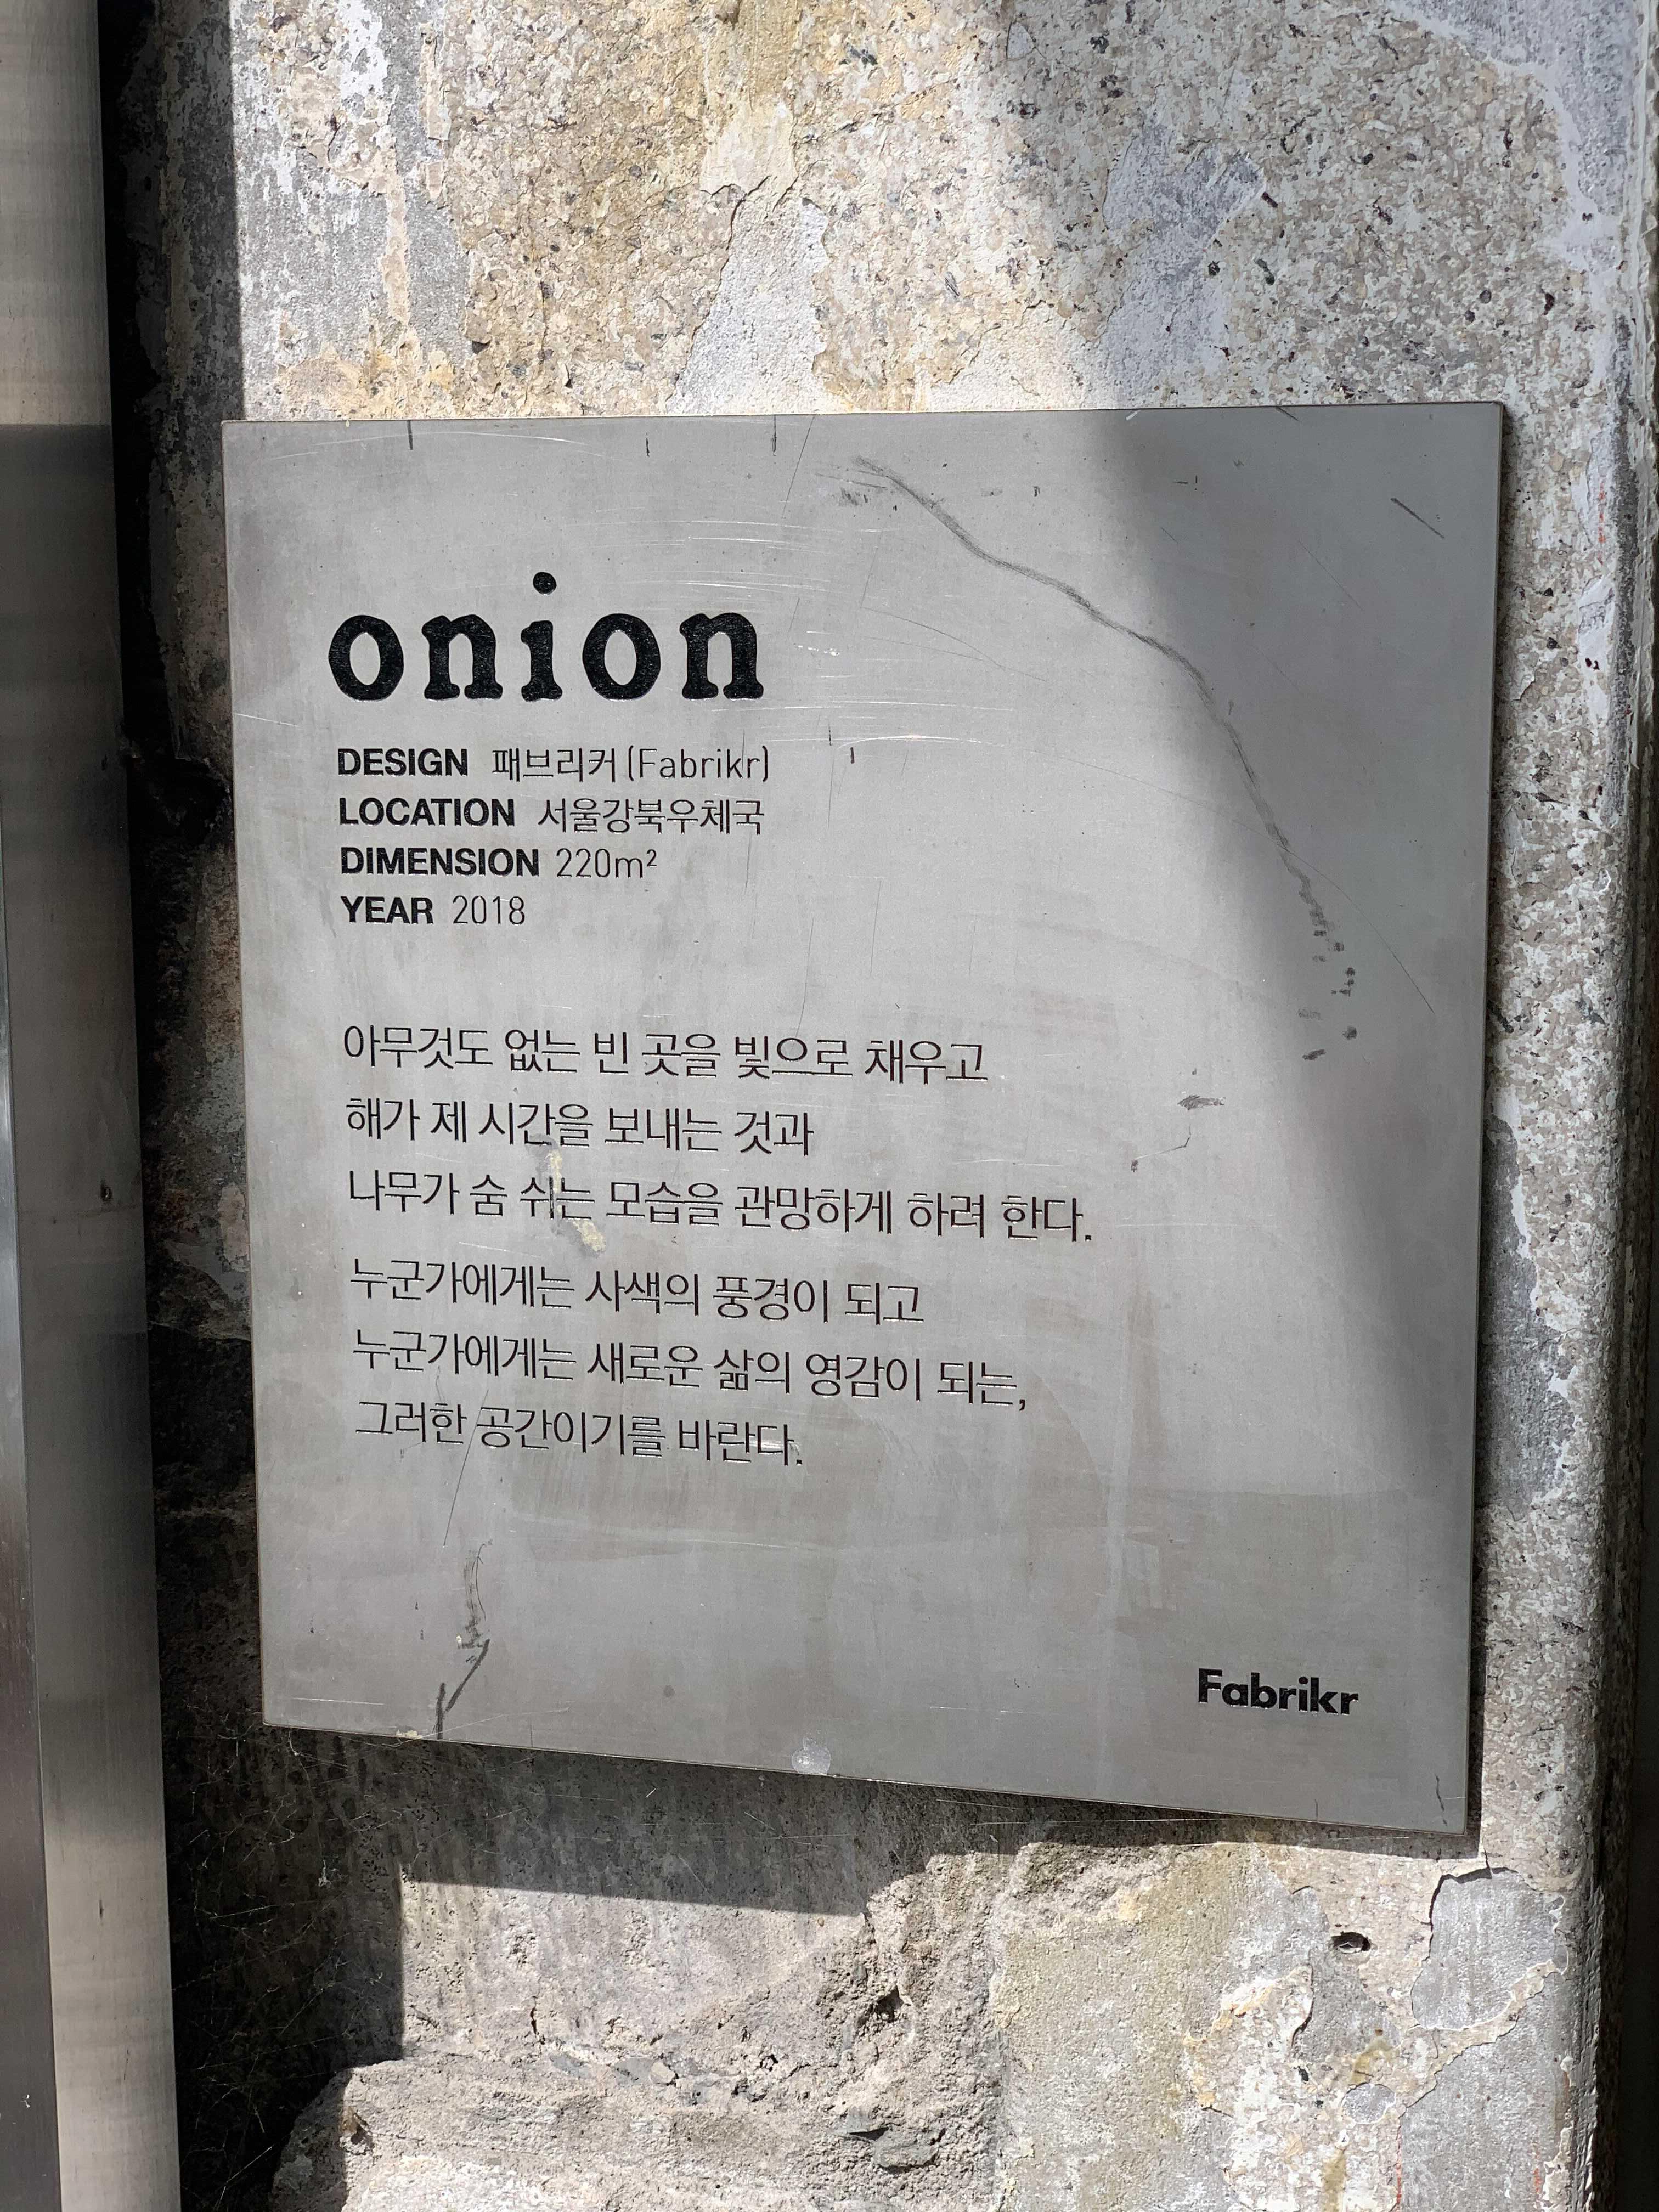 onion
DESIGN 패브리커 (Fabrikr)
LOCATION 서울강북우체국
DIMENSION 220m²
YEAR 2018
아무것도 없는 빈 곳을 빛으로 채우고
해가 제 시간을 보내는 것과
나무가 숨 쉬는 모습을 관망하게 하려 한다.
누군가에게는 사색의 풍경이 되고
누군가에게는 새로운 삶의 영감이 되는,
그러한 공간이기를 바란다.
Fabrikr